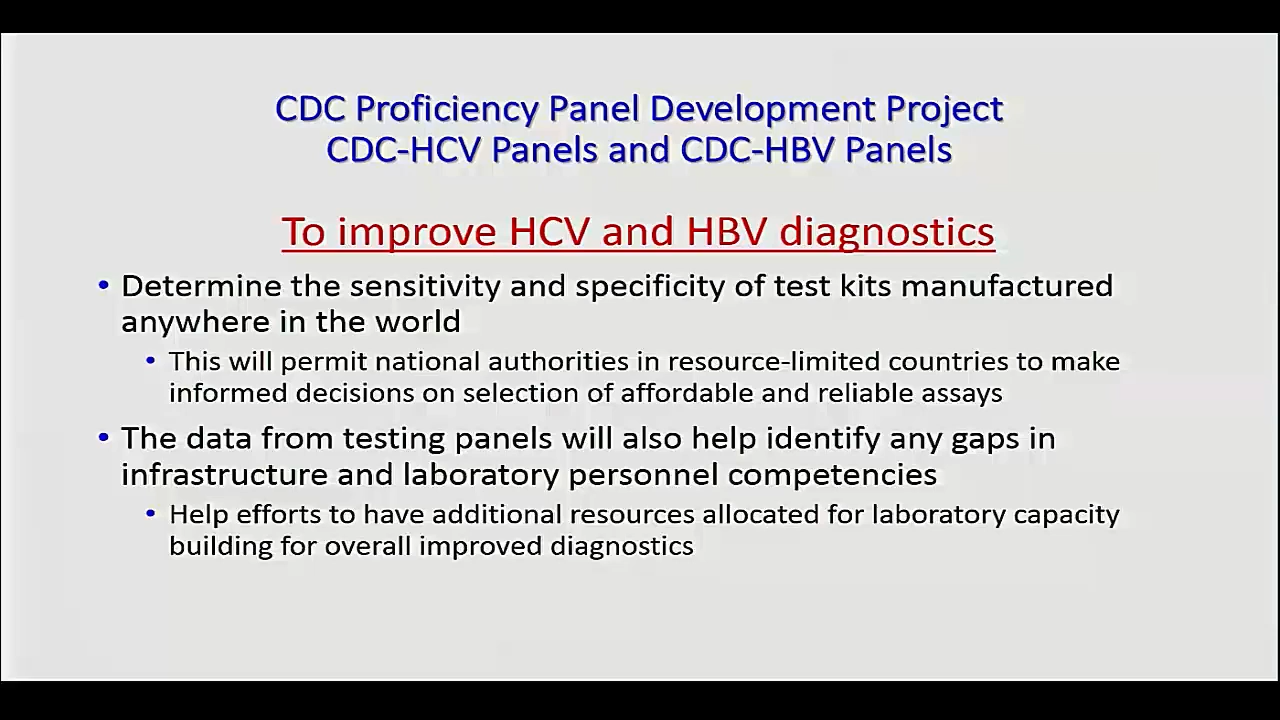 CDC Proficiency Panel Development Project
CDC-HCV Panels and CDC-HBV Panels
To improve HCV and HBV diagnostics
• Determine the sensitivity and specificity of test kits manufactured
anywhere in the world
• This will permit national authorities in resource-limited countries to make
informed decisions on selection of affordable and reliable assays
• The data from testing panels will also help identify any gaps in
infrastructure and laboratory personnel competencies
• Help efforts to have additional resources allocated for laboratory capacity
building for overall improved diagnostics